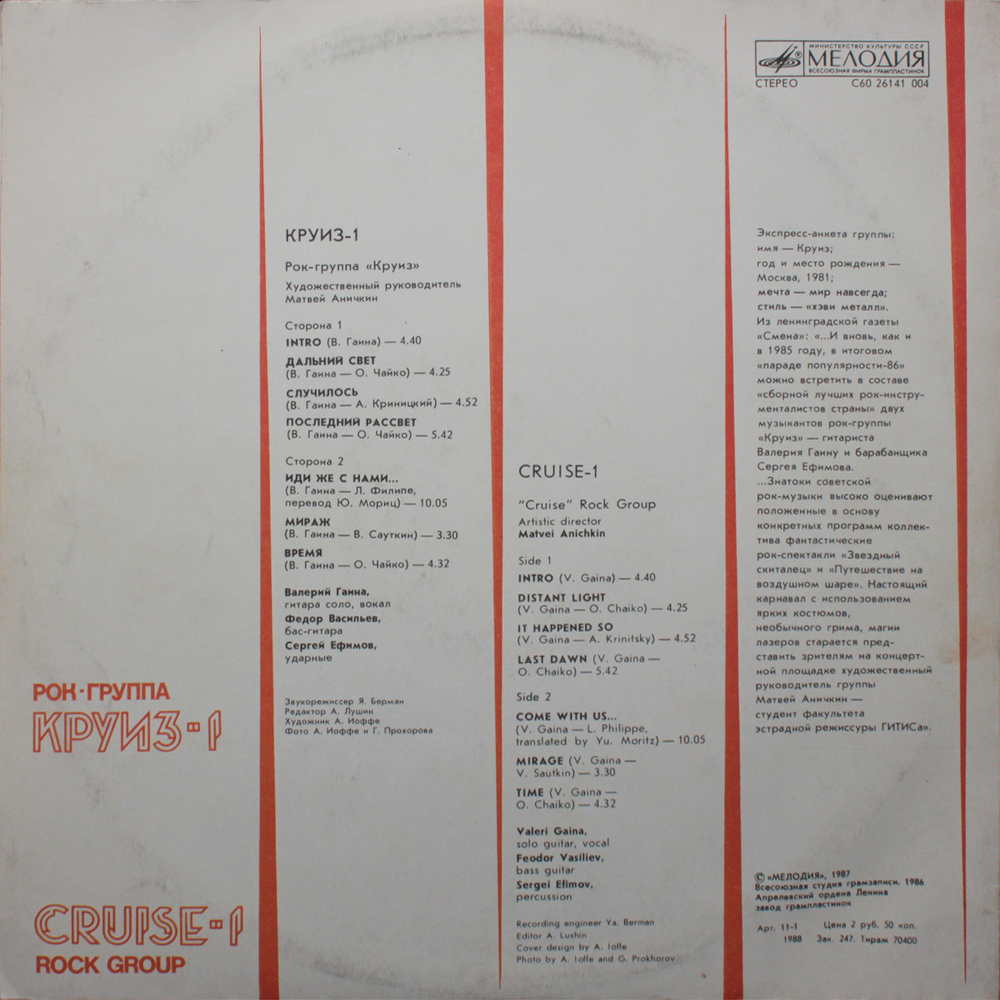 РОК-ГРУППА
КРУИЗ-1
CRUISE-1
ROCK GROUP
КРУИЗ-1
Рок-группа «Круиз»
Художественный руководитель
Матвей Аничкин
Сторона 1
INTRO (В. Гаина) — 4.40
ДАЛЬНИЙ СВЕТ
(В. Гаина — О. Чайко) — 4.25
СЛУЧИЛОСЬ
(В. Гаина — А. Криницкий) — 4.52
ПОСЛЕДНИЙ РАССВЕТ
(В. Гаина — О. Чайко) — 5.42
Сторона 2
ИДИ ЖЕ С НАМИ...
(В. Гаина — Л. Филипе,
перевод Ю. Мориц) — 10.05
МИРАЖ
(В. Гаина — В. Сауткин) — 3.30
ВРЕМЯ
(В. Гаина — О. Чайко) — 4.32
Валерий Гаина,
гитара соло, вокал
Федор Васильев,
бас-гитара
Сергей Ефимов,
ударные
Звукорежиссер Я. Берман
Редактор А. Лушин
Художник А. Иоффе
Фото А. Иоффе и Г. Прохорова
CRUISE-1
"Cruise" Rock Group
Artistic director
Matvei Anichkin
Side 1
INTRO (V. Gaina) — 4.40
DISTANT LIGHT
(V. Gaina — O. Chaiko) — 4.25
IT HAPPENED SO
(V. Gaina — A. Krinitsky) — 4.52
LAST DAWN (V. Gaina —
O. Chaiko) — 5.42
Side 2
COME WITH US...
(V. Gaina — L. Philippe,
translated by Yu. Moritz) — 10.05
MIRAGE (V. Gaina —
V. Sautkin) — 3.30
TIME (V. Gaina —
O. Chaiko) — 4.32
Valeri Gaina,
solo guitar, vocal
Feodor Vasiliev,
bass guitar
Sergei Efimov,
percussion
Recording engineer Ya. Berman
Editor A. Lushin
Cover design by A. Ioffe
Photo by A. Ioffe and G. Prokhorov
МИНИСТЕРСТВО КУЛЬТУРЫ СССР
МЕЛОДИЯ
ВСЕСОЮЗНАЯ ФИРМА ГРАМПЛАСТИНОК
СТЕРЕО С60 26141 004
Экспресс-анкета группы:
имя — Круиз;
год и место рождения —
Москва, 1981;
мечта — мир навсегда;
стиль — «хэви металл».
Из ленинградской газеты
«Смена»: «...И вновь, как и
в 1985 году, в итоговом
«параде популярности-86»
можно встретить в составе
«сборной лучших рок-инстру-
менталистов страны» двух
музыкантов рок-группы
«Круиз» — гитариста
Валерия Гаину и барабанщика
Сергея Ефимова.
...Знатоки советской
рок-музыки высоко оценивают
положенные в основу
конкретных программ коллек-
тива фантастические
рок-спектакли «Звездный
скиталец» и «Путешествие на
воздушном шаре». Настоящий
карнавал с использованием
ярких костюмов,
необычного грима, магии
лазеров старается пред-
ставить зрителям на концерт-
ной площадке художественный
руководитель группы
Матвей Аничкин —
студент факультета
эстрадной режиссуры ГИТИСа».
© «МЕЛОДИЯ», 1987
Всесоюзная студия грамзаписи, 1986
Апрелевский ордена Ленина
завод грампластинок
Арт. 11-1 Цена 2 руб. 50 коп.
1988 Зак. 247. Тираж 70400